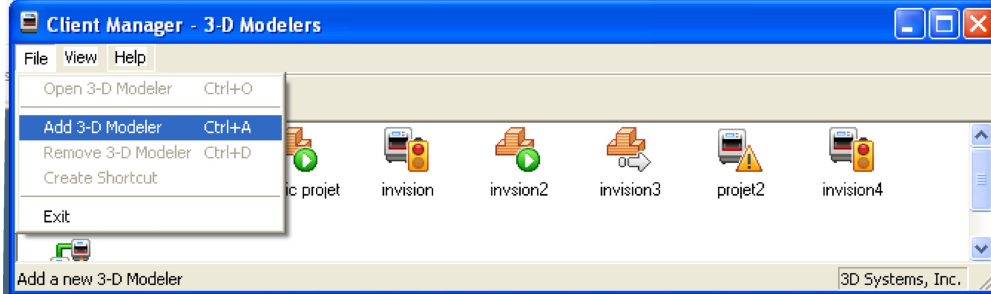 Client Manager - 3-D Modelers
File View Help
Open 3-D Modeler Ctrl+O
Add 3-D Modeler Ctrl+A
Remove 3-D Modeler Ctrl+D
Create Shortcut
Exit
ic projet invision invsion2 invision3 projet2 invision4
Add a new 3-D Modeler 3D Systems, Inc.